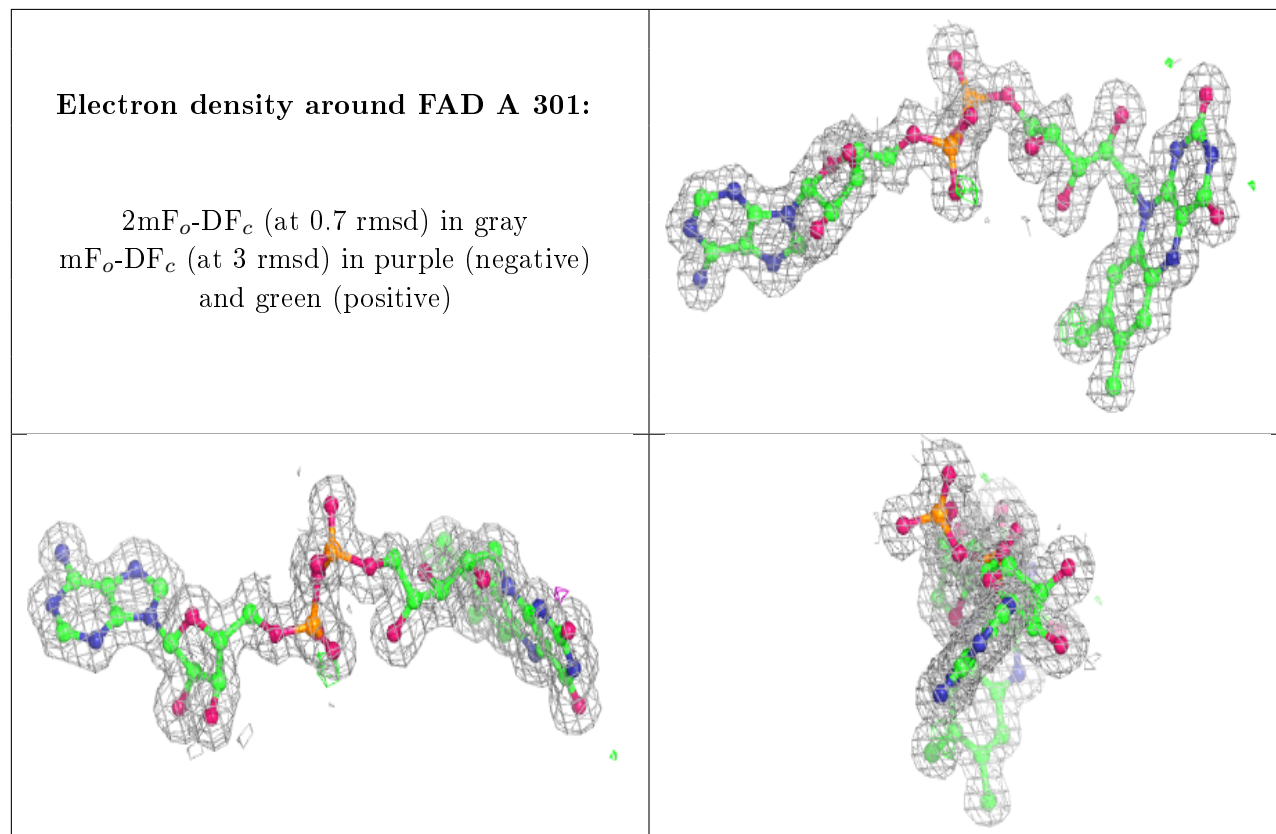 Electron density around FAD A 301:
2mFₒ-DF𝒸 (at 0.7 rmsd) in gray
mFₒ-DF𝒸 (at 3 rmsd) in purple (negative)
and green (positive)